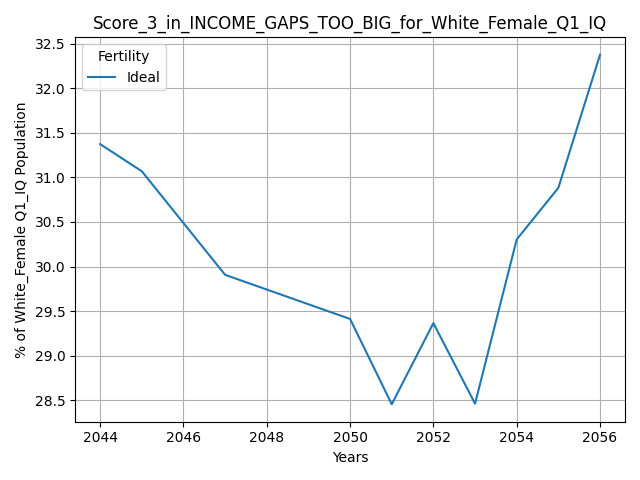 Score_3_in_INCOME_GAPS_TOO_BIG_for_White_Female_Q1_IQ
Fertility
Ideal
% of White_Female Q1_IQ Population
32.5
32.0
31.5
31.0
30.5
30.0
29.5
29.0
28.5
2044 2046 2048 2050 2052 2054 2056
Years